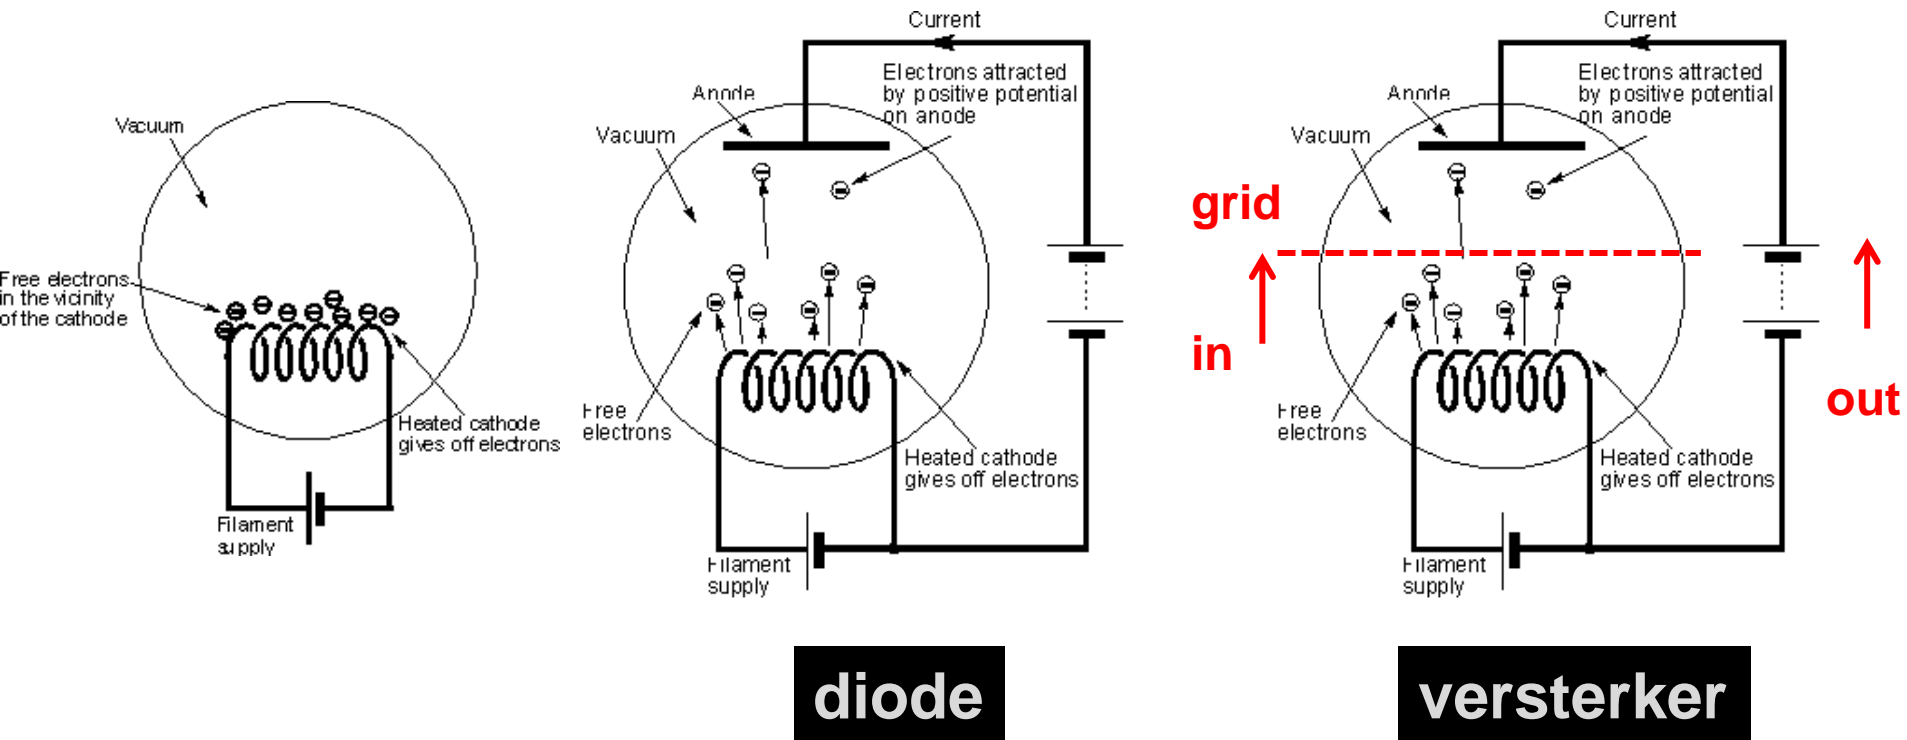 Vacuum
Free electrons
in the vicinity
of the cathode
Heated cathode
gives off electrons
Filament
supply
Current
Electrons attracted
by positive potential
on anode
Anode
Vacuum
Free
electrons
Heated cathode
gives off electrons
Filament
supply
diode
Current
Electrons attracted
by positive potential
on anode
Anode
Vacuum
grid
in
out
Free
electrons
Heated cathode
gives off electrons
Filament
supply
versterker